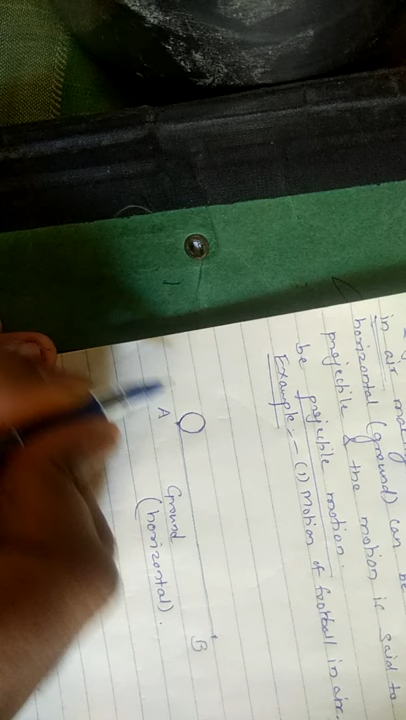 in air
horizontal (ground) can be
projectile & the motion is said to
be projectile motion.
Example:- (1) Motion of football in air
A
B
Ground
(horizontal).